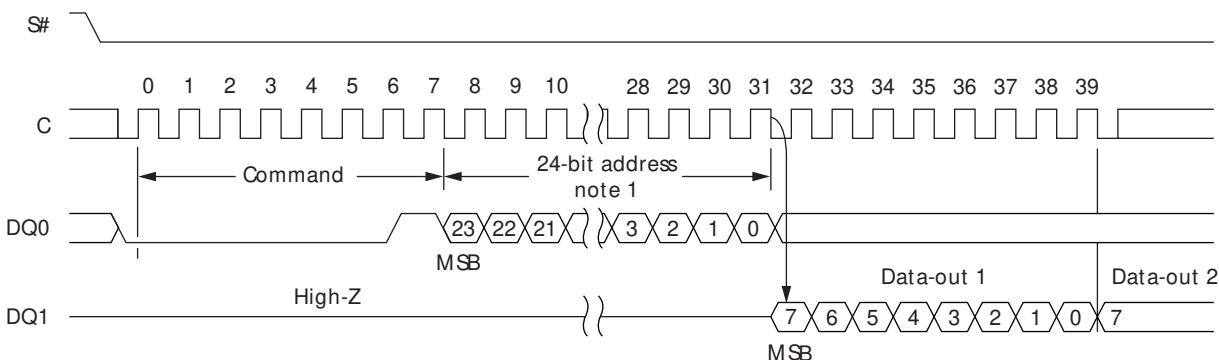 S#
0 1 2 3 4 5 6 7 8 9 10 28 29 30 31 32 33 34 35 36 37 38 39
C
Command
24-bit address
note 1
DQ0
23 22 21 3 2 1 0
MSB
High-Z
Data-out 1
Data-out 2
DQ1
7 6 5 4 3 2 1 0 7
MSB